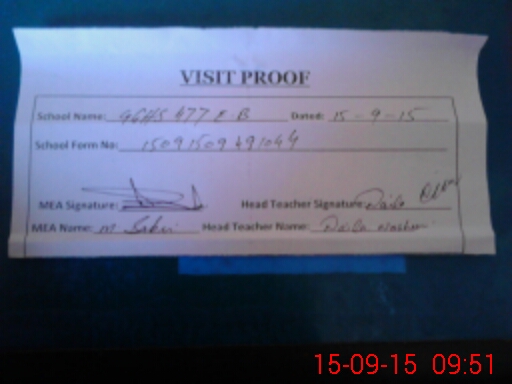 VISIT PROOF
School Name: GGHS 477 E-B Dated: 15-9-15
School Form No: 15091509491044
MEA Signature: Head Teacher Signature:
MEA Name: M Head Teacher Name:
15-09-15 09:51